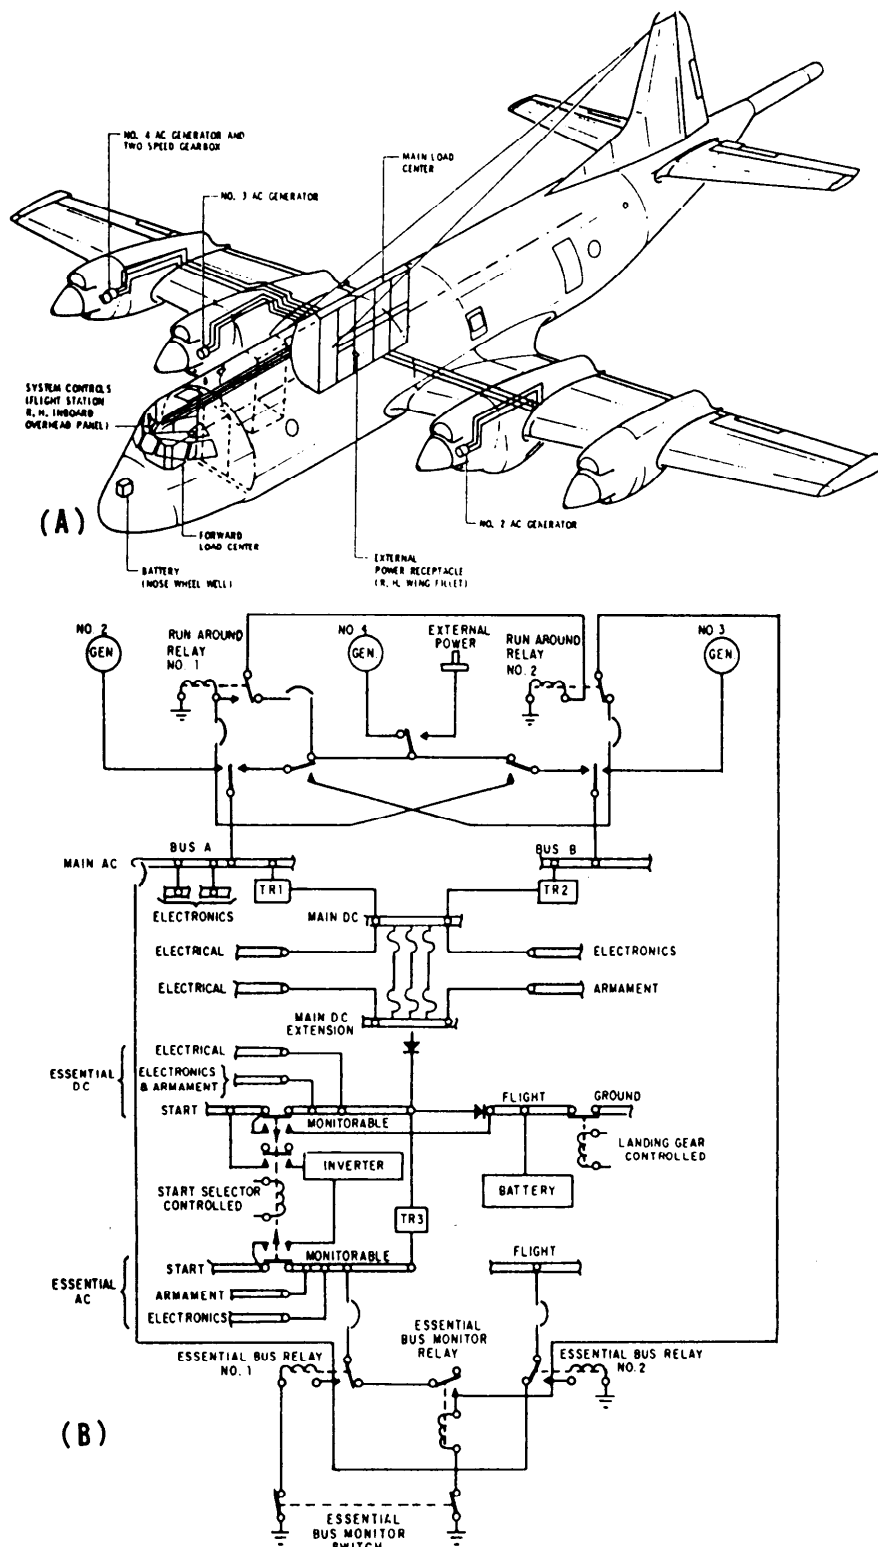 NO. 4 AC GENERATOR AND
TWO SPEED GEARBOX
MAIN LOAD
CENTER
NO. 3 AC GENERATOR
SYSTEM CONTROLS
(FLIGHT STATION
R. H. INBOARD
OVERHEAD PANEL)
(A)
NO. 2 AC GENERATOR
FORWARD
LOAD CENTER
BATTERY
(NOSE WHEEL WELL)
EXTERNAL
POWER RECEPTACLE
(R. H. WING FILLET)
NO. 2
GEN.
RUN AROUND
RELAY
NO. 1
NO. 4
GEN.
EXTERNAL
POWER
RUN AROUND
RELAY
NO. 2
NO. 3
GEN.
MAIN AC
BUS A
BUS B
TR1
TR2
ELECTRONICS
MAIN DC
ELECTRICAL
ELECTRONICS
ELECTRICAL
ARMAMENT
MAIN DC
EXTENSION
ESSENTIAL
DC
ELECTRICAL
ELECTRONICS
& ARMAMENT
START
MONITORABLE
FLIGHT
GROUND
INVERTER
LANDING GEAR
CONTROLLED
START SELECTOR
CONTROLLED
BATTERY
TR3
ESSENTIAL
AC
START
MONITORABLE
FLIGHT
ARMAMENT
ELECTRONICS
ESSENTIAL
BUS MONITOR
RELAY
ESSENTIAL BUS RELAY
NO. 1
ESSENTIAL BUS RELAY
NO. 2
(B)
ESSENTIAL
BUS MONITOR
SWITCH